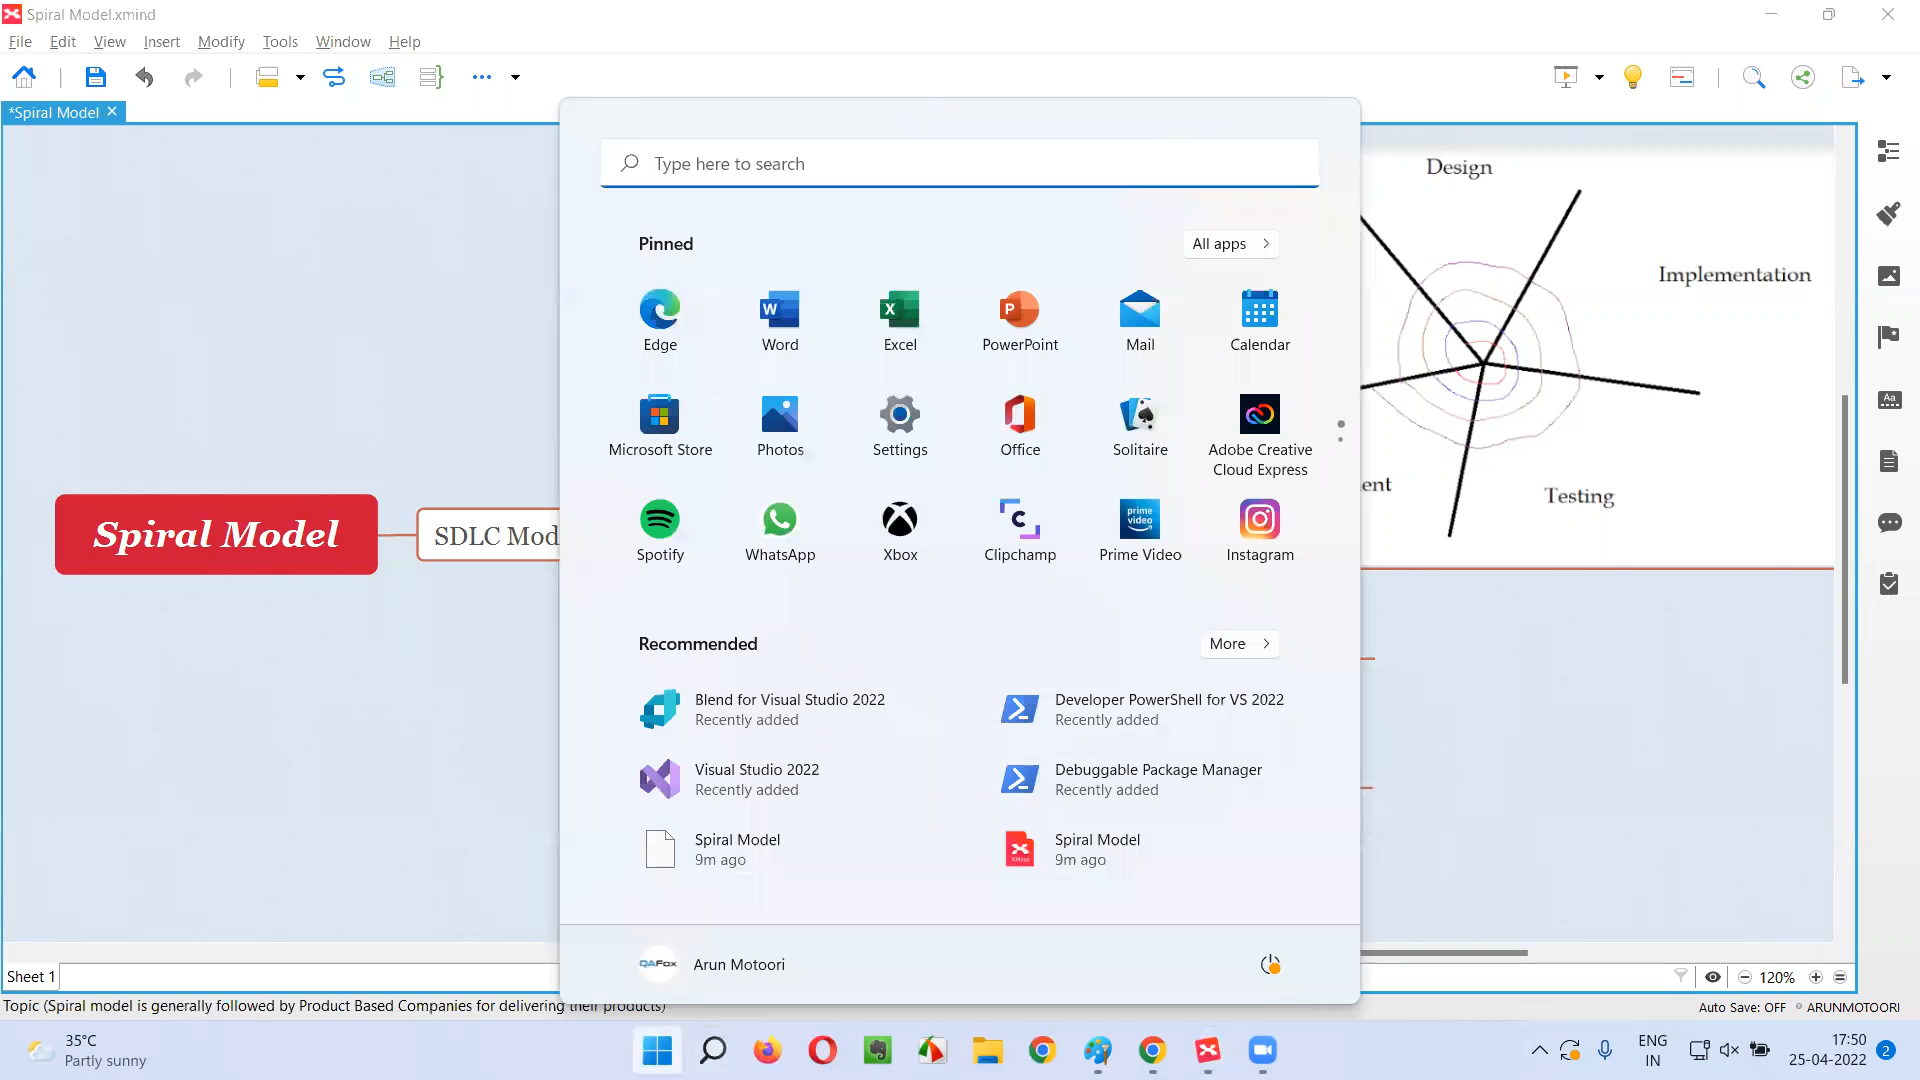 Spiral Model.xmind
File Edit View Insert Modify Tools Window Help
*Spiral Model
Type here to search
Pinned
All apps
Edge
Word
Excel
PowerPoint
Mail
Calendar
Microsoft Store
Photos
Settings
Office
Solitaire
Adobe Creative
Cloud Express
Spotify
WhatsApp
Xbox
Clipchamp
prime
video
Prime Video
Instagram
Recommended
More
Blend for Visual Studio 2022
Recently added
Developer PowerShell for VS 2022
Recently added
Visual Studio 2022
Recently added
Debuggable Package Manager
Recently added
Spiral Model
9m ago
XMind
Spiral Model
9m ago
QAFox
Arun Motoori
Spiral Model
SDLC Mod
Design
Implementation
ent
Testing
Aa
Sheet 1
120%
Topic (Spiral model is generally followed by Product Based Companies for delivering their products)
Auto Save: OFF
ARUNMOTOORI
35°C
Partly sunny
ENG
IN
17:50
25-04-2022
2